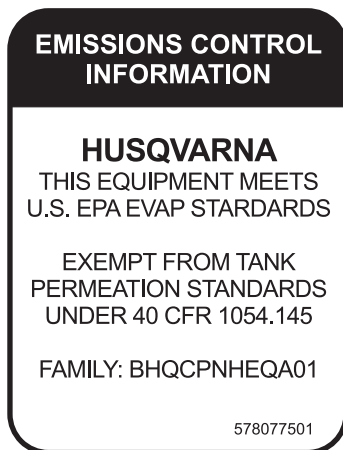 EMISSIONS CONTROL
INFORMATION
HUSQVARNA
THIS EQUIPMENT MEETS
U.S. EPA EVAP STARDARDS
EXEMPT FROM TANK
PERMEATION STANDARDS
UNDER 40 CFR 1054.145
FAMILY: BHQCPNHEQA01
578077501